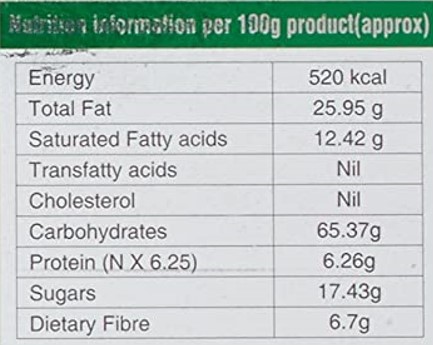 Nutrition information per 100g product(approx)
Energy 520 kcal
Total Fat 25.95 g
Saturated Fatty acids 12.42 g
Transfatty acids Nil
Cholesterol Nil
Carbohydrates 65.37g
Protein (N X 6.25) 6.26g
Sugars 17.43g
Dietary Fibre 6.7g